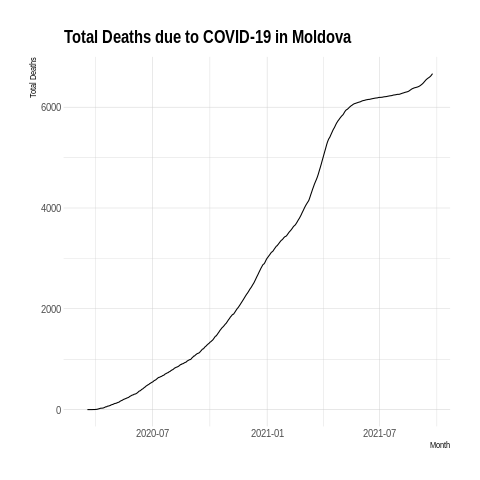 Total Deaths due to COVID-19 in Moldova
Total Deaths
6000
4000
2000
0
2020-07
2021-01
2021-07
Month